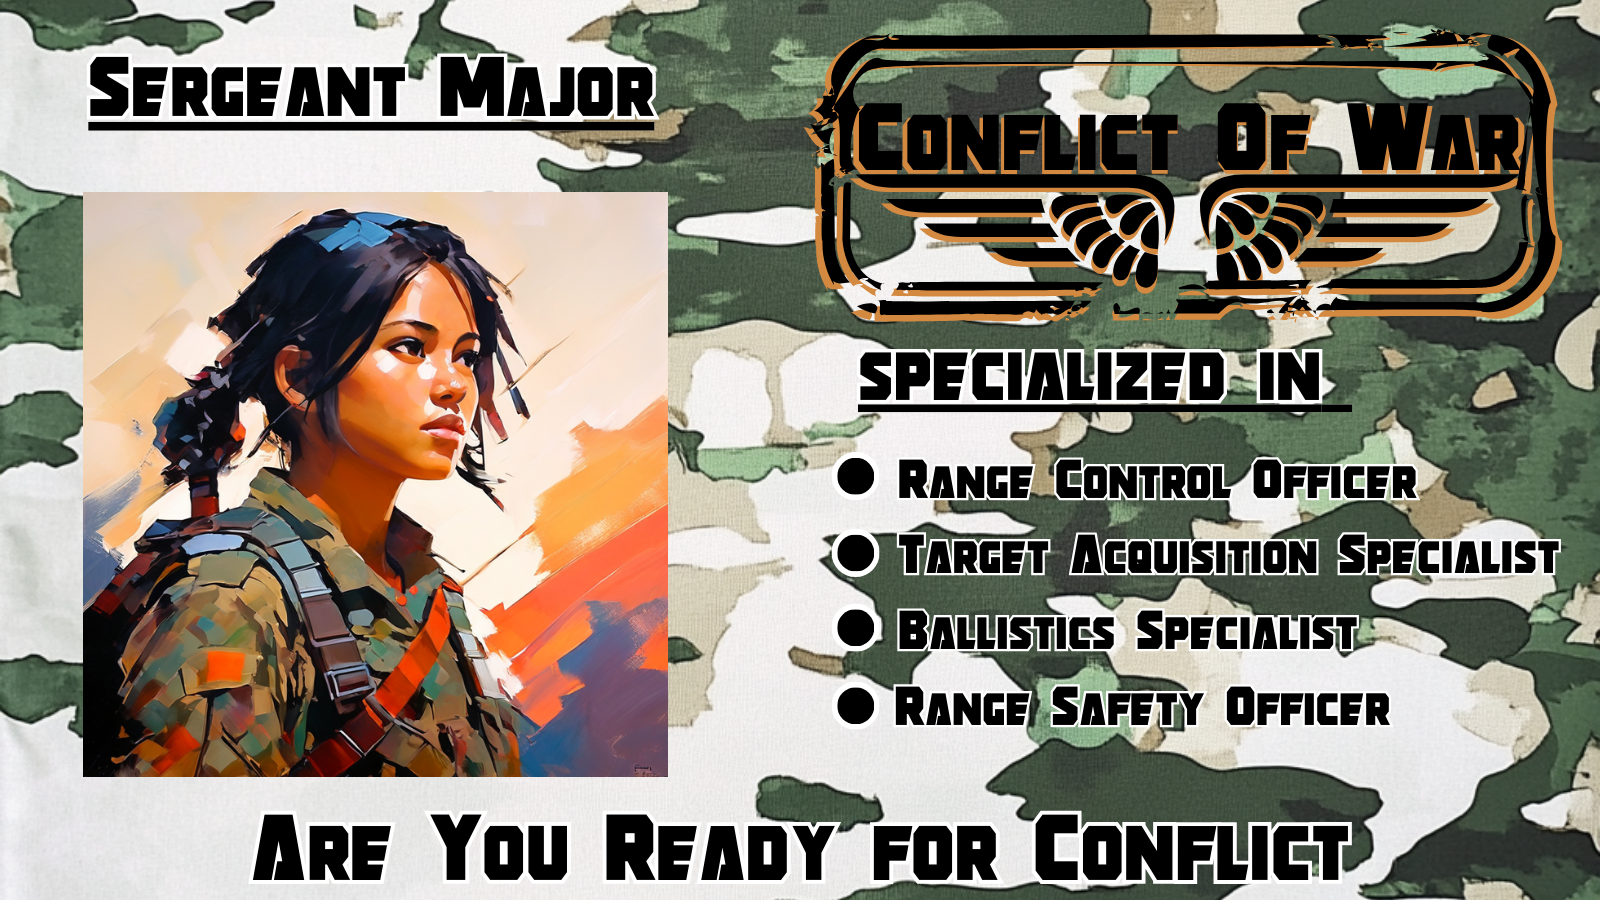 Sergeant Major
Conflict Of War
SPECIALIZED IN
Range Control Officer
Target Acquisition Specialist
Ballistics Specialist
Range Safety Officer
Are You Ready for Conflict